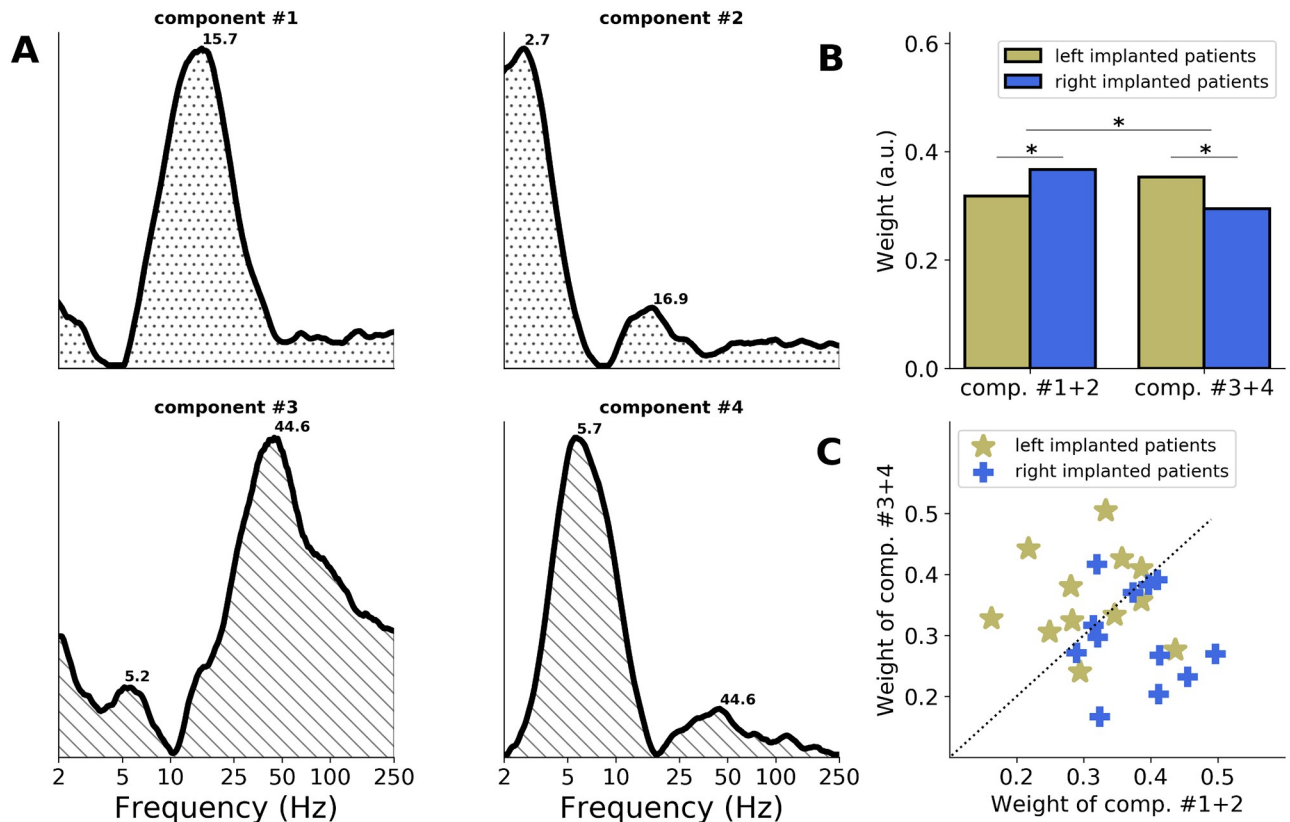 A
component #1
15.7
component #2
2.7
16.9
component #3
44.6
5.2
2 5 10 25 50 100 250
Frequency (Hz)
component #4
5.7
44.6
2 5 10 25 50 100 250
Frequency (Hz)
B
left implanted patients
right implanted patients
Weight (a.u.)
0.6
0.4
0.2
0.0
*
*
*
comp. #1+2 comp. #3+4
C
left implanted patients
right implanted patients
Weight of comp. #3+4
0.5
0.4
0.3
0.2
0.2 0.3 0.4 0.5
Weight of comp. #1+2